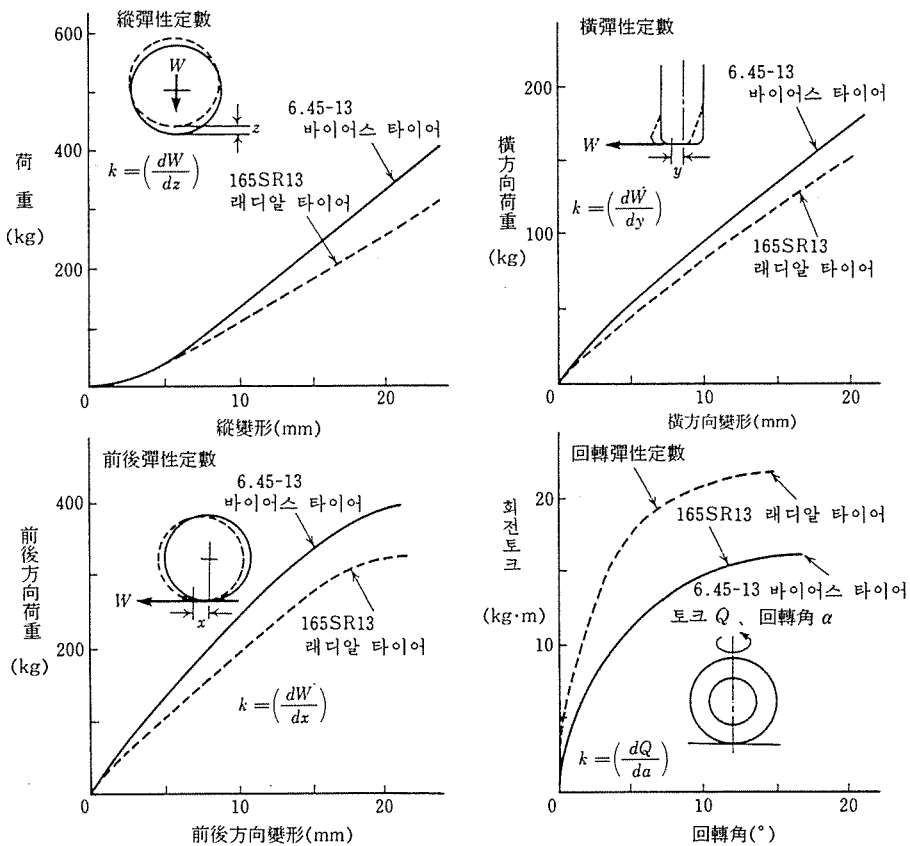 縱彈性定數
600
400
荷
重
(kg)
200
0
W
z
k=(dW/dz)
6.45-13
바이어스 타이어
165SR13
래디알 타이어
0
10
20
縱變形(mm)
橫彈性定數
200
100
橫方向荷重
(kg)
0
W
y
k=(dW/dy)
6.45-13
바이어스 타이어
165SR13
래디알 타이어
0
10
20
橫方向變形(mm)
前後彈性定數
400
200
前後方向荷重
(kg)
0
W
x
k=(dW/dx)
6.45-13
바이어스 타이어
165SR13
래디알 타이어
0
10
20
前後方向變形(mm)
回轉彈性定數
20
회전토크
(kg·m)
10
0
165SR13 래디알 타이어
6.45-13 바이어스 타이어
토크 Q、回轉角 α
k=(dQ/da)
0
10
20
回轉角(°)